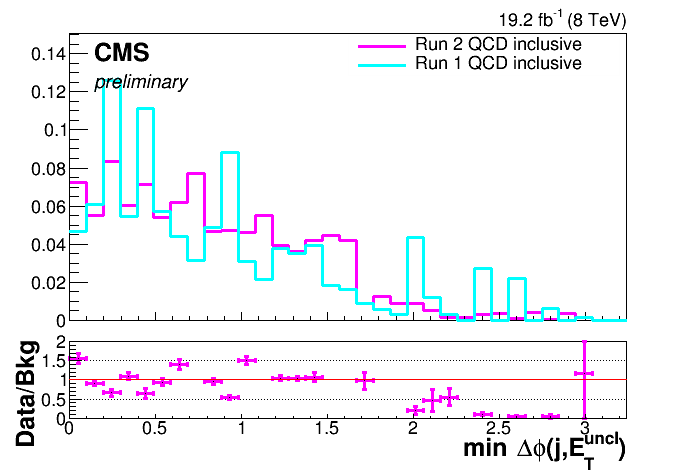 19.2 fb⁻¹ (8 TeV)
CMS
preliminary
Run 2 QCD inclusive
Run 1 QCD inclusive
0.14
0.12
0.1
0.08
0.06
0.04
0.02
0
Data/Bkg
2
1.5
1
0.5
0
0 0.5 1 1.5 2 2.5 3
min Δϕ(j,E_T^uncl)